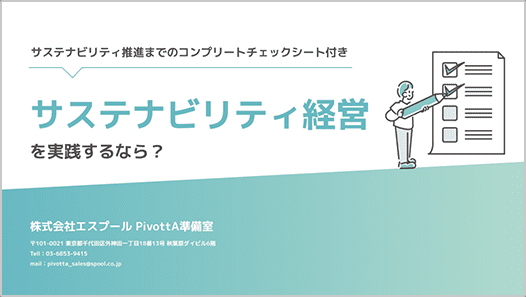 サステナビリティ推進までのコンプリートチェックシート付き
サステナビリティ経営
を実践するなら？
株式会社エスプール PivottA準備室
〒101-0021 東京都千代田区外神田一丁目18番13号 秋葉原ダイビル6階
Tell：03-6853-9415
mail：pivotta_sales@spool.co.jp